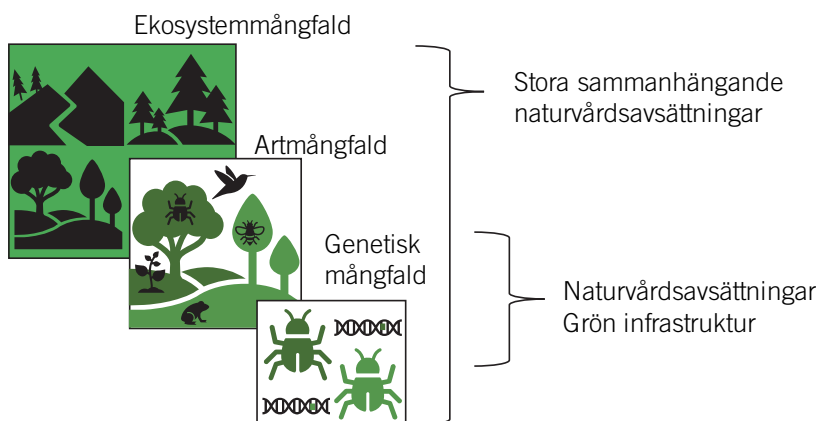 Ekosystemmångfald
Stora sammanhängande
naturvårdsavsättningar
Artmångfald
Genetisk
mångfald
Naturvårdsavsättningar
Grön infrastruktur